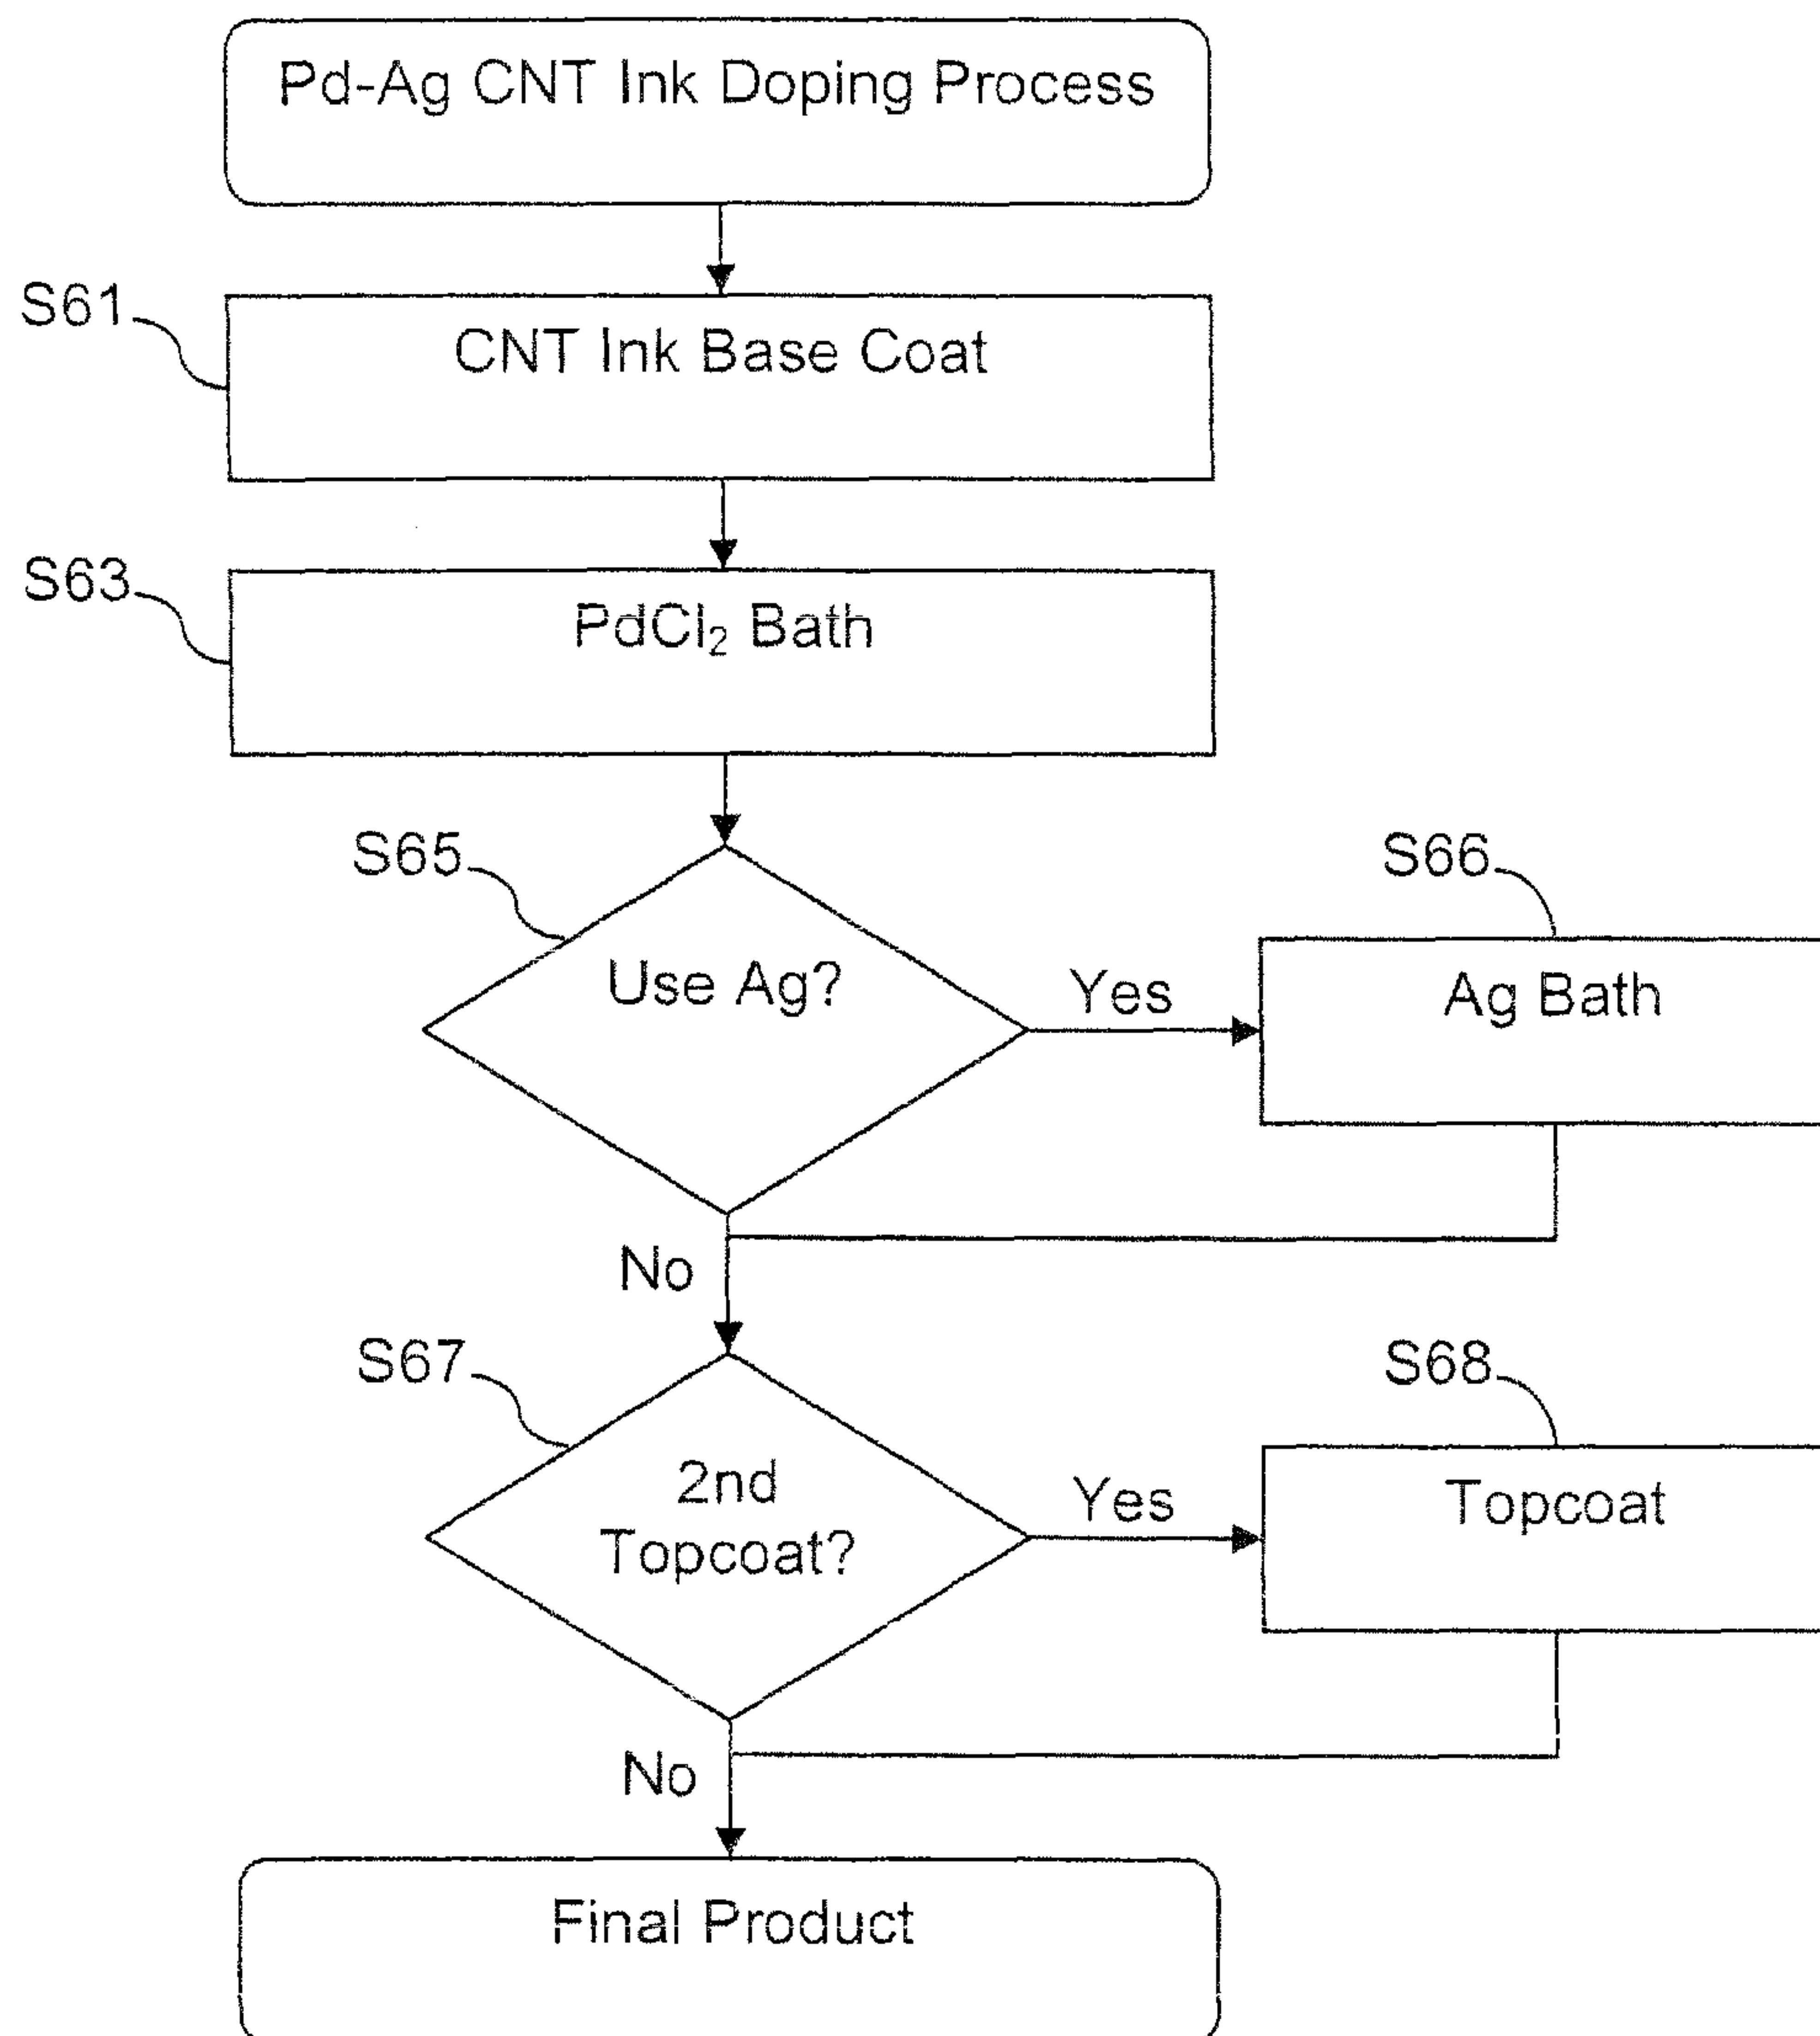 Pd-Ag CNT Ink Doping Process
S61
CNT Ink Base Coat
S63
PdCl₂ Bath
S65
Use Ag?
Yes
S66
Ag Bath
No
S67
2nd
Topcoat?
Yes
S68
Topcoat
No
Final Product